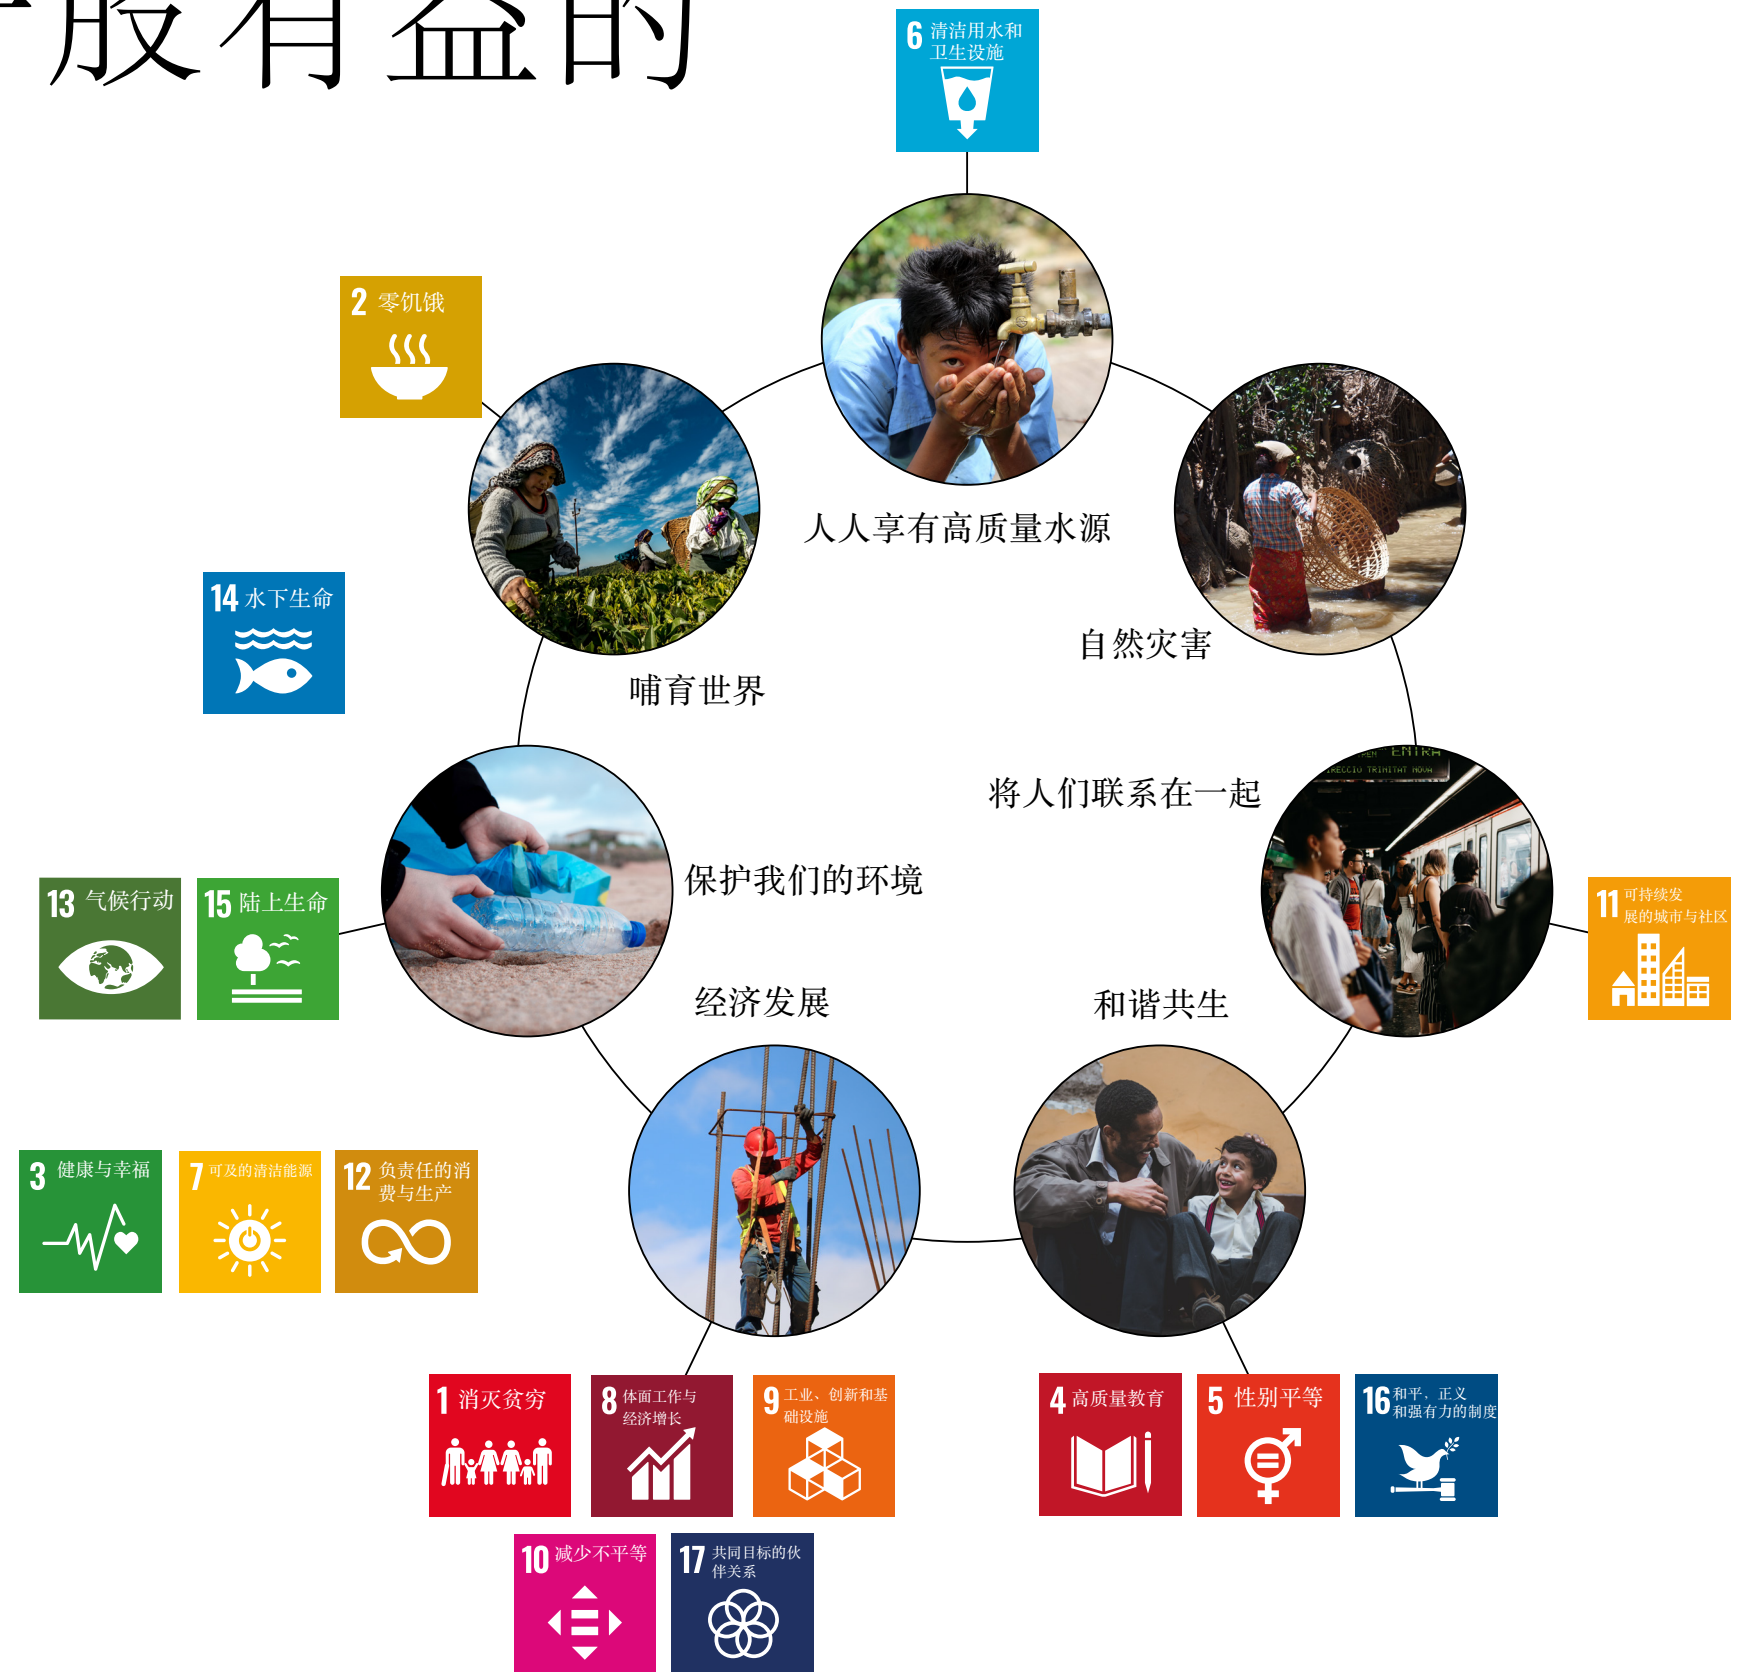 般有益的
6 清洁用水和
卫生设施
2 零饥饿
人人享有高质量水源
14 水下生命
自然灾害
哺育世界
ENTRA
DIRECCIO TRINITAT NOVA
将人们联系在一起
保护我们的环境
13 气候行动
15 陆上生命
11 可持续发
展的城市与社区
经济发展
和谐共生
3 健康与幸福
7 可及的清洁能源
12 负责任的消
费与生产
1 消灭贫穷
8 体面工作与
经济增长
9 工业、创新和基
础设施
4 高质量教育
5 性别平等
16 和平，正义
和强有力的制度
10 减少不平等
17 共同目标的伙
伴关系